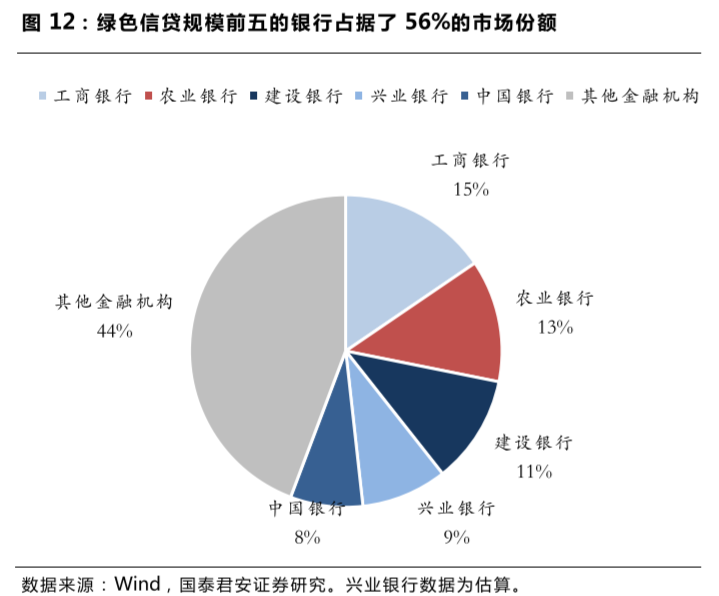 图 12：绿色信贷规模前五的银行占据了 56%的市场份额
工商银行 农业银行 建设银行 兴业银行 中国银行 其他金融机构
工商银行
15%
其他金融机构
44%
农业银行
13%
建设银行
11%
中国银行
8%
兴业银行
9%
数据来源：Wind，国泰君安证券研究。兴业银行数据为估算。